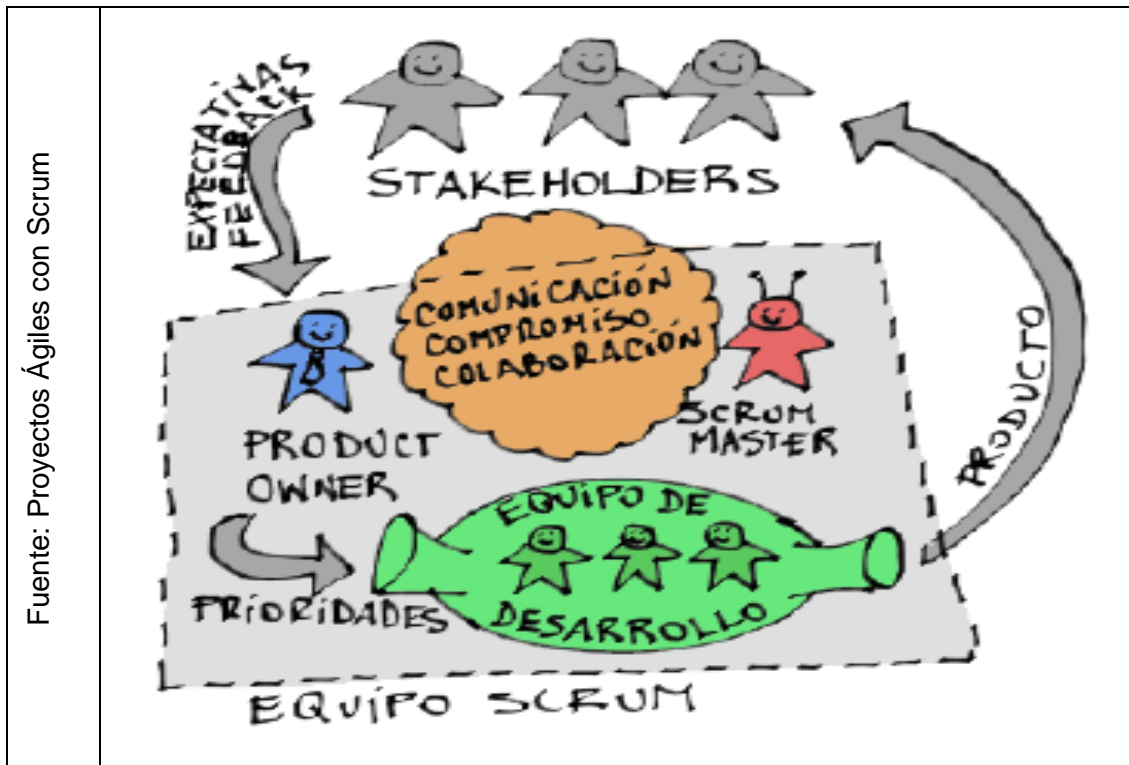 Fuente: Proyectos Ágiles con Scrum
EXPECTATIVAS
FEEDBACK
STAKEHOLDERS
COMUNiCACiÓN
COMPROMiSO
COLABORACiÓN
PRODUCT
OWNER
SCRUM
MASTER
PRODUCTO
PRiORiDADES
EQUiPO DE
DESARROLLO
EQUiPO SCRUM